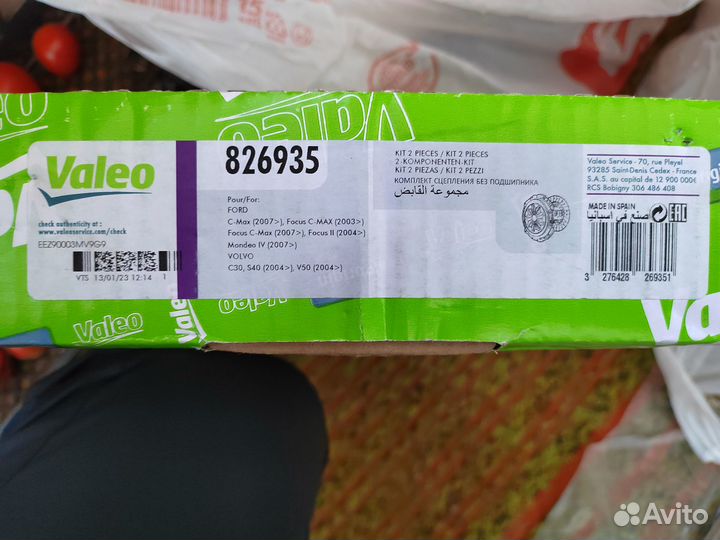 Valeo
Valeo
check authenticity at :
valeoservice.com/check
EEZ90003MV9G9
VTS 13/01/23 12:14 1
826935
Pour/For:
FORD
C-Max (2007>), Focus C-MAX (2003>)
Focus C-Max (2007>), Focus II (2004>)
Mondeo IV (2007>)
VOLVO
C30, S40 (2004>), V50 (2004>)
KIT 2 PIECES / KIT 2 PIECES
2-KOMPONENTEN-KIT
KIT 2 PIEZAS / KIT 2 PEZZI
КОМПЛЕКТ СЦЕПЛЕНИЯ БЕЗ ПОДШИПНИКА
مجموعة القابض
Valeo Service - 70, rue Pleyel
93285 Saint-Denis Cedex - France
S.A.S. au capital de 12 900 000€
RCS Bobigny 306 486 408
MADE IN SPAIN
صنع في اسبانيا
EAC
3 276428 269351
Valeo
Valeo
Va
Avito